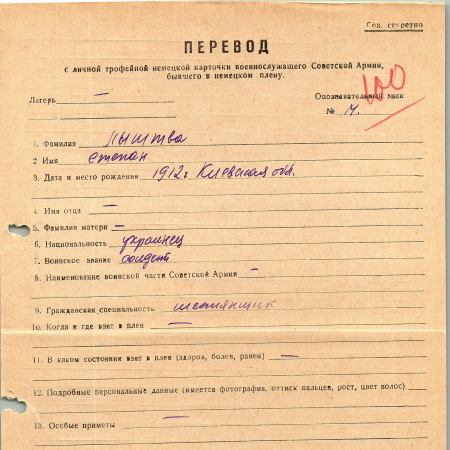 Сов. секретно
ПЕРЕВОД
с личной трофейной немецкой карточки военнослужащего Советской Армии,
бывшего в немецком плену.
Лагерь —
Опознавательный знак
№ 
100
1. Фамилия
2 Имя степан
3. Дата и место рождения 1912г Киевская обл.
4. Имя отца —
5. Фамилия матери —
6. Национальность украинец
7. Воинское звание солдат
8. Наименование воинской части Советской Армии —
9. Гражданская специальность
10. Когда и где взят в плен —
11. В каком состоянии взят в плен (здоров, болен, ранен) —
12. Подробные персональные данные (имеется фотография, оттиск пальцев, рост, цвет волос)
13. Особые приметы —